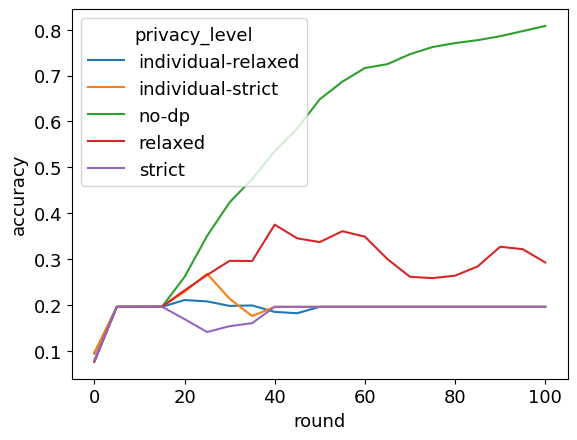 privacy_level
individual-relaxed
individual-strict
no-dp
relaxed
strict
accuracy
0.8
0.7
0.6
0.5
0.4
0.3
0.2
0.1
0 20 40 60 80 100
round